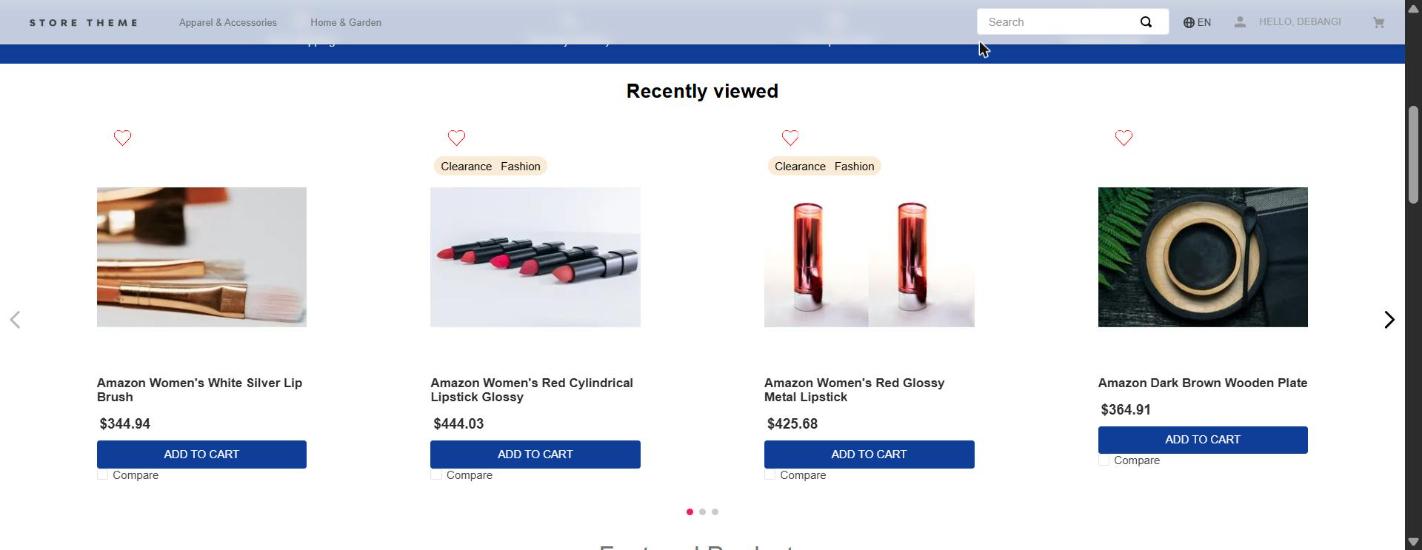 STORE THEME
Apparel & Accessories
Home & Garden
Search
EN
HELLO, DEBANGI
Recently viewed
Clearance Fashion
Clearance Fashion
Amazon Women's White Silver Lip
Brush
$344.94
ADD TO CART
Compare
Amazon Women's Red Cylindrical
Lipstick Glossy
$444.03
ADD TO CART
Compare
Amazon Women's Red Glossy
Metal Lipstick
$425.68
ADD TO CART
Compare
Amazon Dark Brown Wooden Plate
$364.91
ADD TO CART
Compare